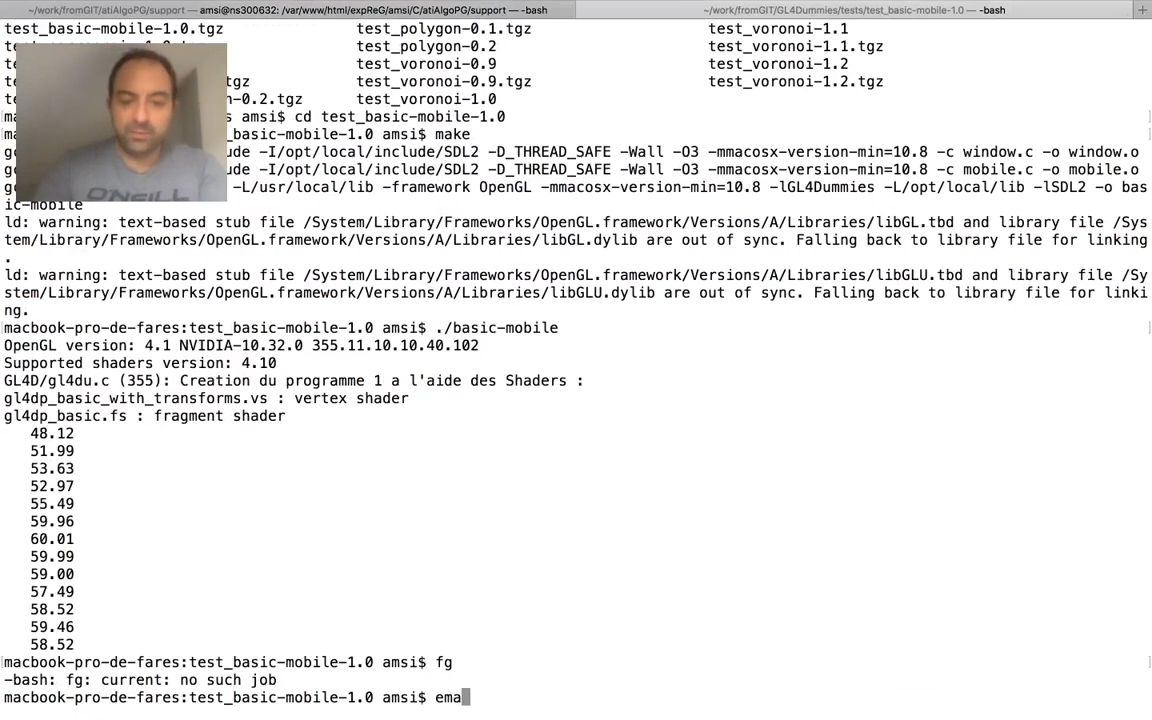 ~/work/fromGIT/atiAlgoPG/support — -bash
amsi@ns300632: /var/www/html/expReG/amsi/C/atiAlgoPG/support — -bash
~/work/fromGIT/GL4Dummies/tests/test_basic-mobile-1.0 — -bash
test_basic-mobile-1.0.tgz test_polygon-0.1.tgz test_voronoi-1.1
test_polygon-0.2 test_voronoi-1.1.tgz
test_voronoi-0.9 test_voronoi-1.2
tgz test_voronoi-0.9.tgz test_voronoi-1.2.tgz
n-0.2.tgz test_voronoi-1.0
s amsi$ cd test_basic-mobile-1.0
_basic-mobile-1.0 amsi$ make
ude -I/opt/local/include/SDL2 -D_THREAD_SAFE -Wall -O3 -mmacosx-version-min=10.8 -c window.c -o window.o
ude -I/opt/local/include/SDL2 -D_THREAD_SAFE -Wall -O3 -mmacosx-version-min=10.8 -c mobile.c -o mobile.o
-L/usr/local/lib -framework OpenGL -mmacosx-version-min=10.8 -lGL4Dummies -L/opt/local/lib -lSDL2 -o bas
ic-mobile
ld: warning: text-based stub file /System/Library/Frameworks/OpenGL.framework/Versions/A/Libraries/libGL.tbd and library file /Sys
tem/Library/Frameworks/OpenGL.framework/Versions/A/Libraries/libGL.dylib are out of sync. Falling back to library file for linking
.
ld: warning: text-based stub file /System/Library/Frameworks/OpenGL.framework/Versions/A/Libraries/libGLU.tbd and library file /Sy
stem/Library/Frameworks/OpenGL.framework/Versions/A/Libraries/libGLU.dylib are out of sync. Falling back to library file for linki
ng.
macbook-pro-de-fares:test_basic-mobile-1.0 amsi$ ./basic-mobile
OpenGL version: 4.1 NVIDIA-10.32.0 355.11.10.10.40.102
Supported shaders version: 4.10
GL4D/gl4du.c (355): Creation du programme 1 a l'aide des Shaders :
gl4dp_basic_with_transforms.vs : vertex shader
gl4dp_basic.fs : fragment shader
48.12
51.99
53.63
52.97
55.49
59.96
60.01
59.99
59.00
57.49
58.52
59.46
58.52
macbook-pro-de-fares:test_basic-mobile-1.0 amsi$ fg
-bash: fg: current: no such job
macbook-pro-de-fares:test_basic-mobile-1.0 amsi$ ema